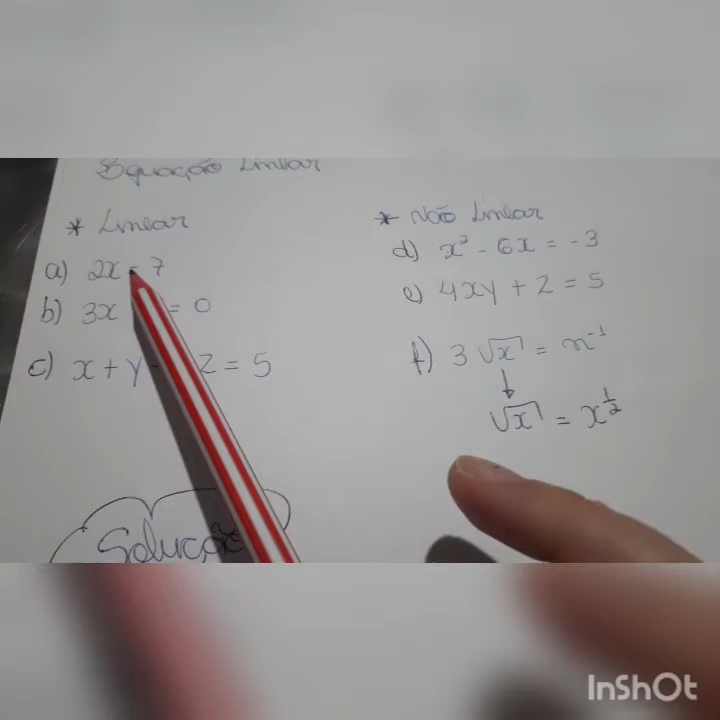 Equação Linear
* Linear
a) 2x = 7
b) 3x = 0
c) x + y z = 5
Solução
* Não Linear
d) x² - 6x = -3
e) 4xy + z = 5
f) 3 √x = x⁻¹
↓
√x = x^½
InShOt